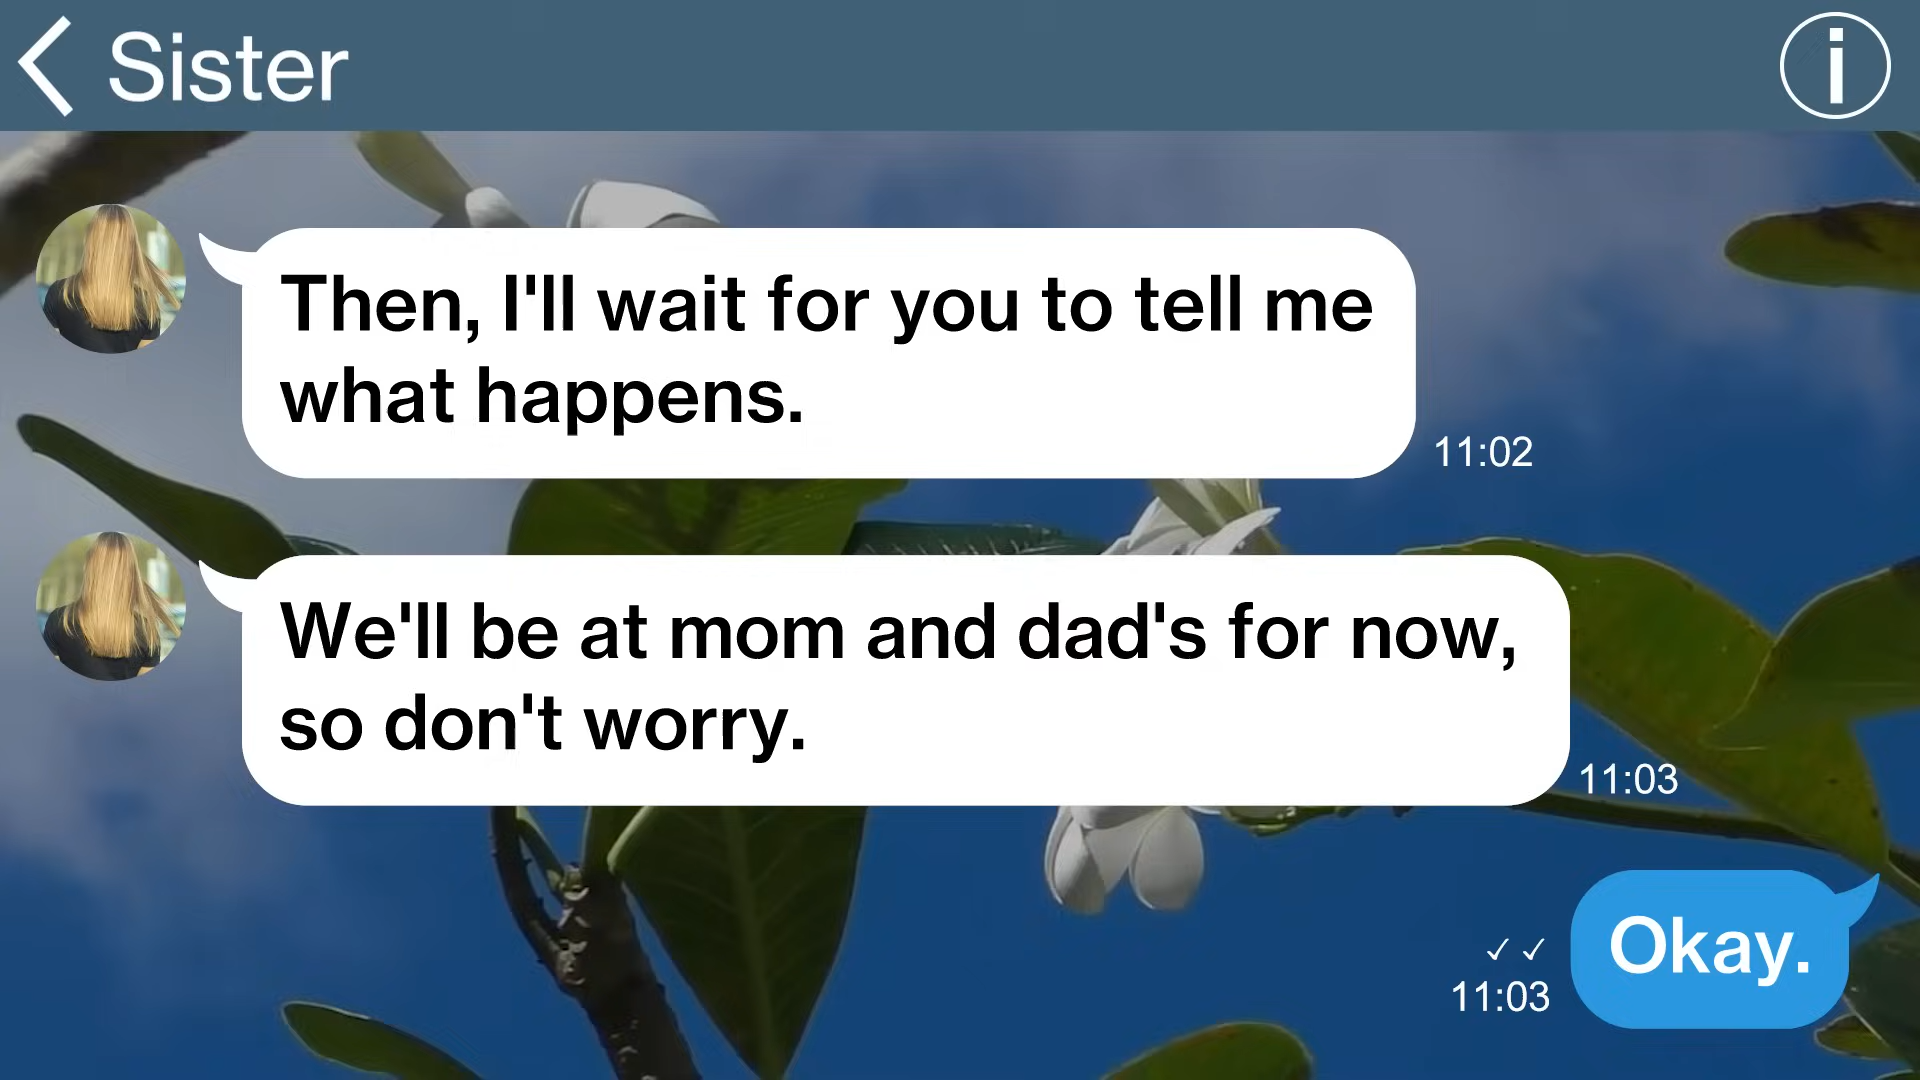 Sister
Then, I'll wait for you to tell me
what happens.
11:02
We'll be at mom and dad's for now,
so don't worry.
11:03
Okay.
11:03